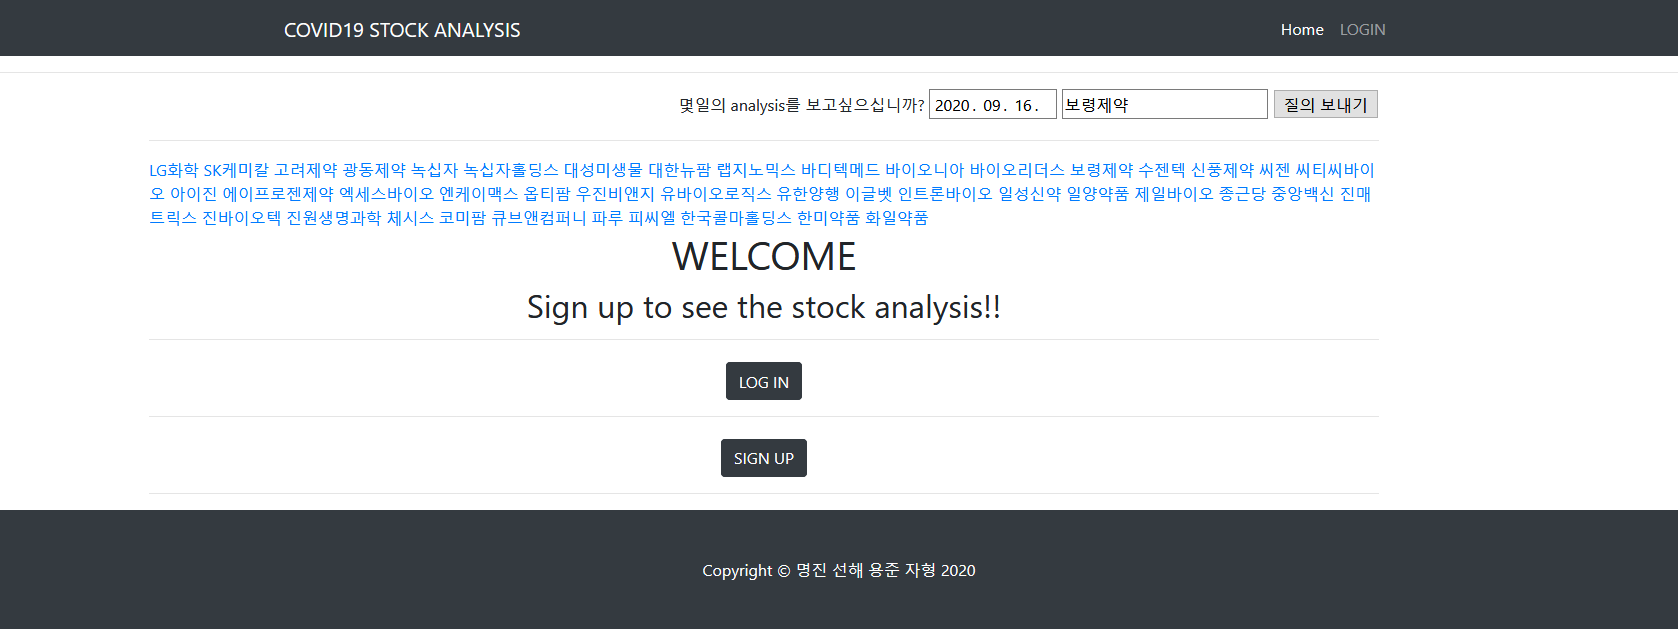 COVID19 STOCK ANALYSIS Home LOGIN
몇일의 analysis를 보고싶으십니까? 2020. 09. 16. 보령제약 질의 보내기
LG화학 SK케미칼 고려제약 광동제약 녹십자 녹십자홀딩스 대성미생물 대한뉴팜 랩지노믹스 바디텍메드 바이오니아 바이오리더스 보령제약 수젠텍 신풍제약 씨젠 씨티씨바이
오 아이진 에이프로젠제약 엑세스바이오 엔케이맥스 옵티팜 우진비앤지 유바이오로직스 유한양행 이글벳 인트론바이오 일성신약 일양약품 제일바이오 종근당 중앙백신 진매
트릭스 진바이오텍 진원생명과학 체시스 코미팜 큐브앤컴퍼니 파루 피씨엘 한국콜마홀딩스 한미약품 화일약품
WELCOME
Sign up to see the stock analysis!!
LOG IN
SIGN UP
Copyright © 명진 선해 용준 자형 2020